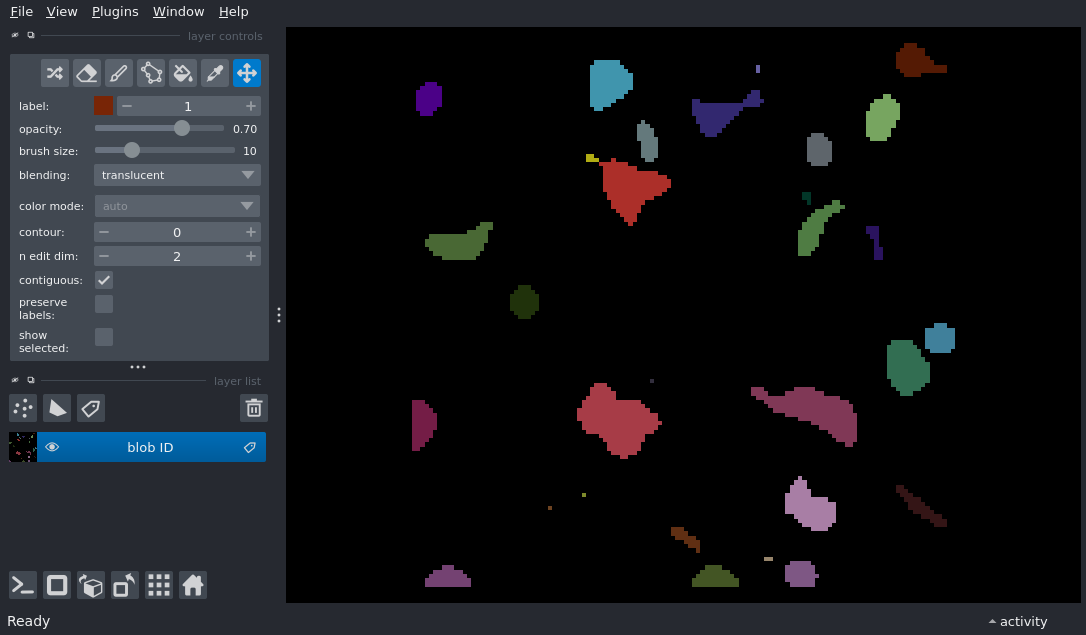 File View Plugins Window Help
layer controls
label: 1
opacity: 0.70
brush size: 10
blending: translucent
color mode: auto
contour: 0
n edit dim: 2
contiguous:
preserve
labels:
show
selected:
layer list
blob ID
Ready
activity